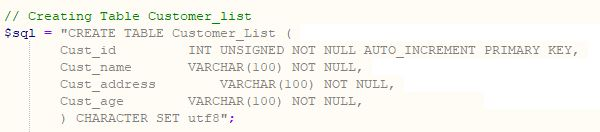 // Creating Table Customer_list
$sql = "CREATE TABLE Customer_List (
Cust_id INT UNSIGNED NOT NULL AUTO_INCREMENT PRIMARY KEY,
Cust_name VARCHAR(100) NOT NULL,
Cust_address VARCHAR(100) NOT NULL,
Cust_age VARCHAR(100) NOT NULL,
) CHARACTER SET utf8";